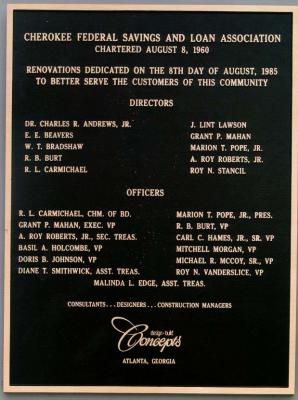 CHEROKEE FEDERAL SAVINGS AND LOAN ASSOCIATION
CHARTERED AUGUST 8, 1960
RENOVATIONS DEDICATED ON THE 8TH DAY OF AUGUST, 1985
TO BETTER SERVE THE CUSTOMERS OF THIS COMMUNITY
DIRECTORS
DR. CHARLES R. ANDREWS, JR. J. LINT LAWSON
E. E. BEAVERS GRANT P. MAHAN
W. T. BRADSHAW MARION T. POPE, JR.
R. B. BURT A. ROY ROBERTS, JR.
R. L. CARMICHAEL ROY N. STANCIL
OFFICERS
R. L. CARMICHAEL, CHM. OF BD. MARION T. POPE, JR., PRES.
GRANT P. MAHAN, EXEC. VP R. B. BURT, VP
A. ROY ROBERTS, JR., SEC. TREAS. CARL C. HAMES, JR., SR. VP
BASIL A. HOLCOMBE, VP MITCHELL MORGAN, VP
DORIS B. JOHNSON, VP MICHAEL R. MCCOY, SR., VP
DIANE T. SMITHWICK, ASST. TREAS. ROY N. VANDERSLICE, VP
MALINDA L. EDGE, ASST. TREAS.
CONSULTANTS...DESIGNERS...CONSTRUCTION MANAGERS
design-build
Concepts
ATLANTA, GEORGIA